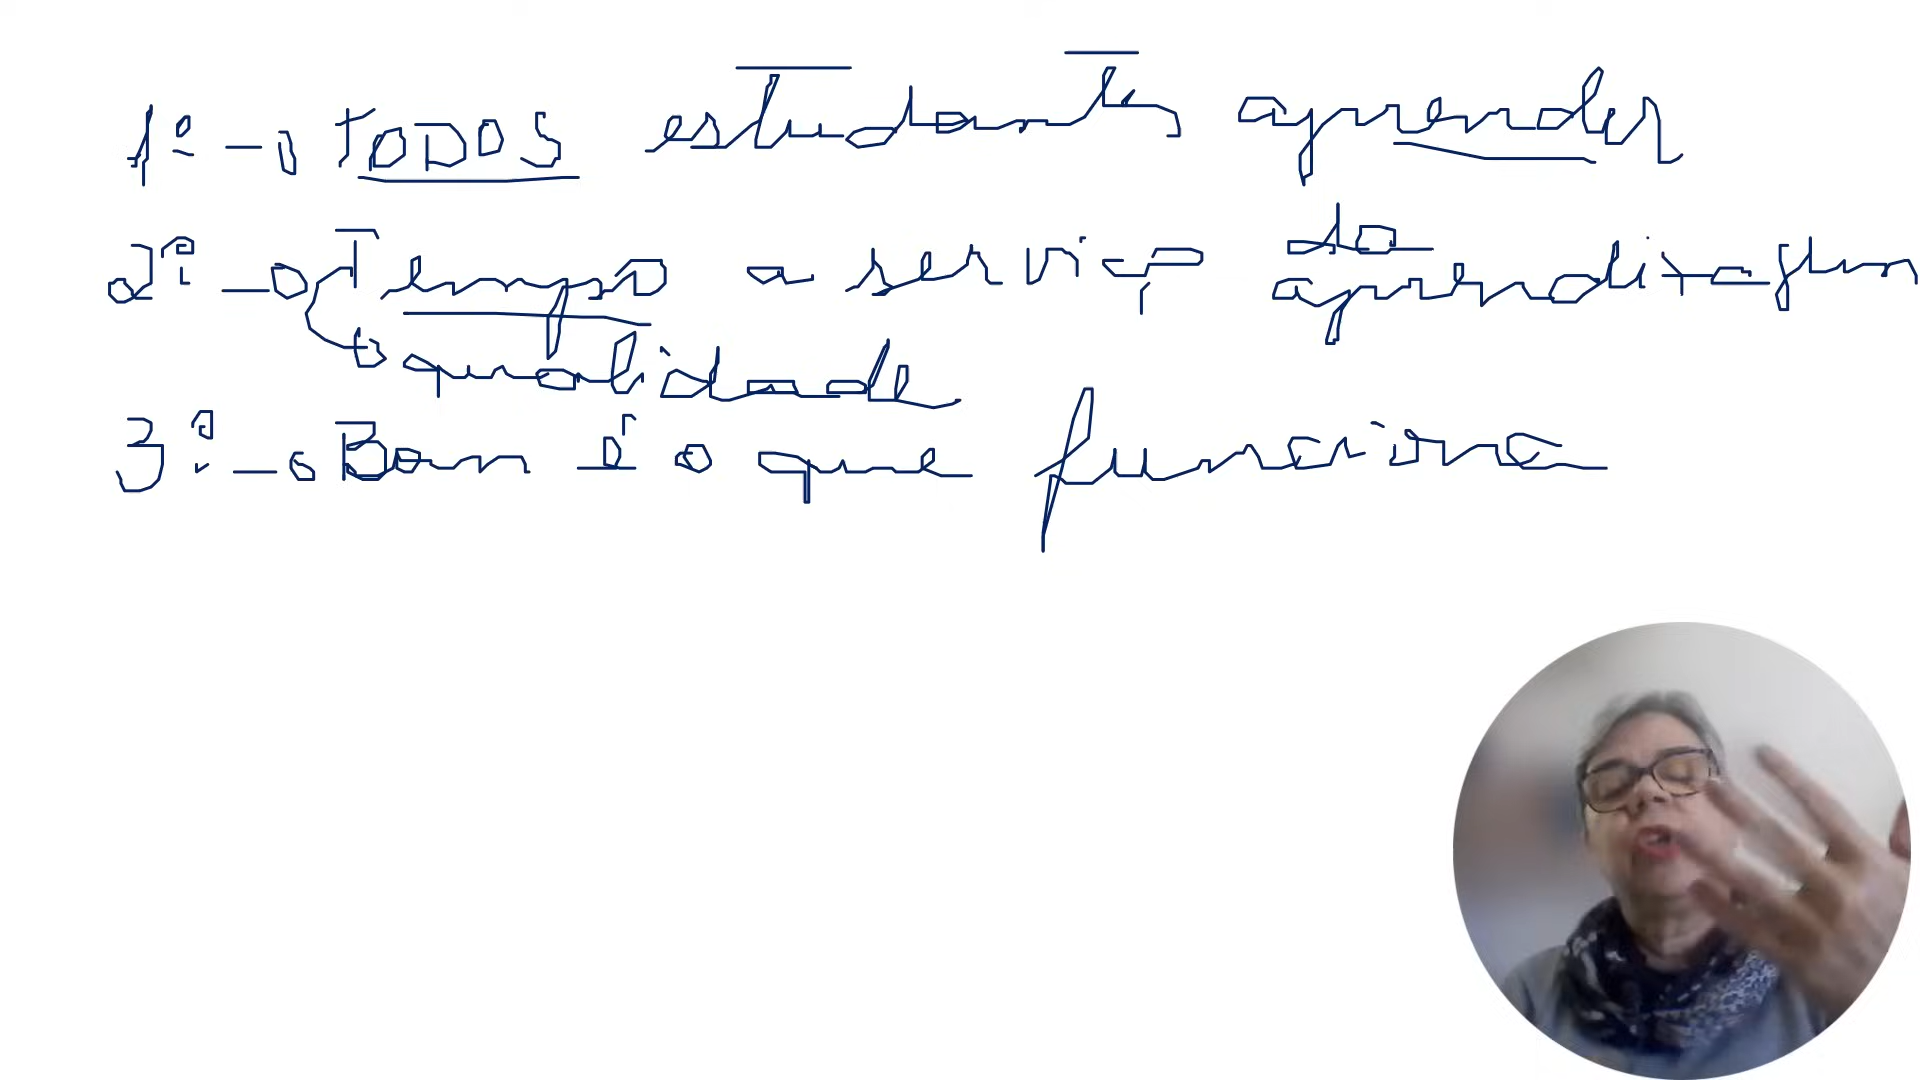 1º → TODOS estudantes aprender
2º → Tempo a serviço da aprendizagem
→ qualidade
3º → Bom é o que funciona